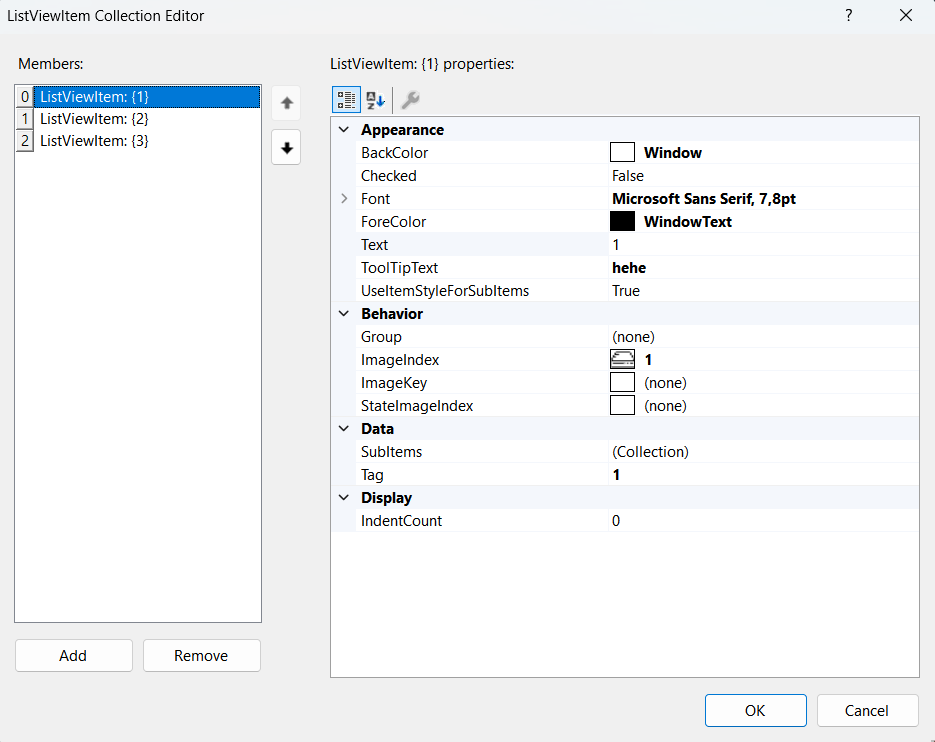 ListViewItem Collection Editor ?
Members:
ListViewItem: {1} properties:
0 ListViewItem: {1}
1 ListViewItem: {2}
2 ListViewItem: {3}
Appearance
BackColor Window
Checked False
Font Microsoft Sans Serif, 7,8pt
ForeColor WindowText
Text 1
ToolTipText hehe
UseItemStyleForSubItems True
Behavior
Group (none)
ImageIndex 1
ImageKey (none)
StateImageIndex (none)
Data
SubItems (Collection)
Tag 1
Display
IndentCount 0
Add Remove
OK Cancel